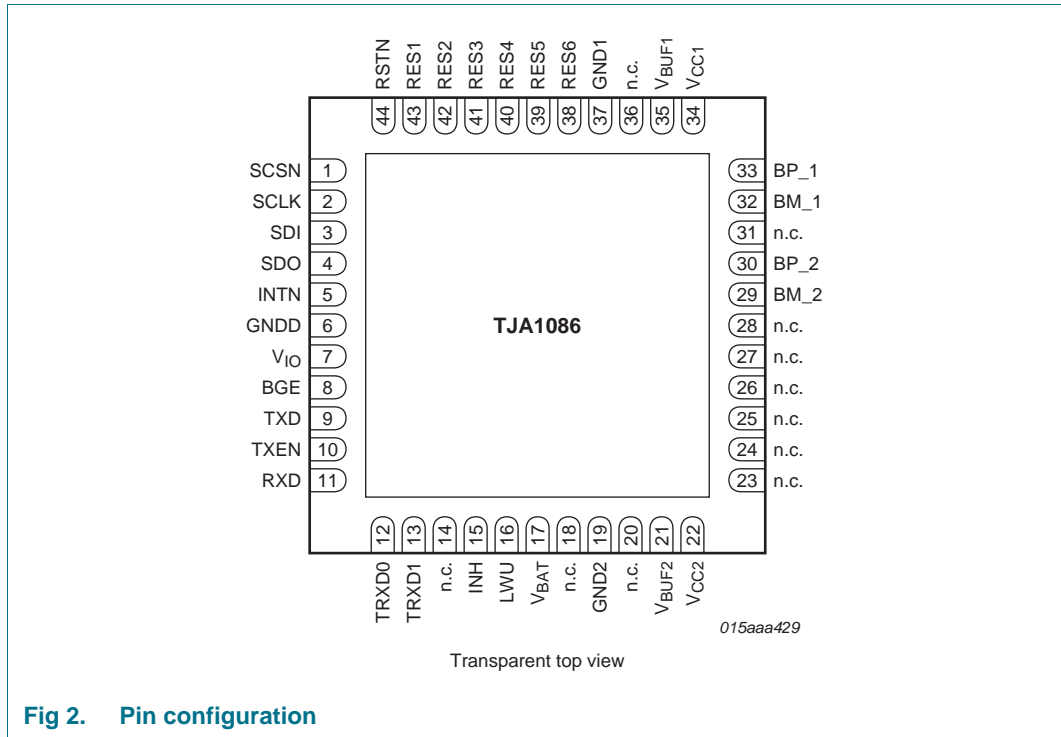 RSTN RES1 RES2 RES3 RES4 RES5 RES6 GND1 n.c. VBUF1 VCC1
44 43 42 41 40 39 38 37 36 35 34
SCSN 1 33 BP_1
SCLK 2 32 BM_1
SDI 3 31 n.c.
SDO 4 30 BP_2
INTN 5 29 BM_2
GNDD 6 TJA1086 28 n.c.
VIO 7 27 n.c.
BGE 8 26 n.c.
TXD 9 25 n.c.
TXEN 10 24 n.c.
RXD 11 23 n.c.
12 13 14 15 16 17 18 19 20 21 22
TRXD0 TRXD1 n.c. INH LWU VBAT n.c. GND2 n.c. VBUF2 VCC2
015aaa429
Transparent top view
Fig 2. Pin configuration